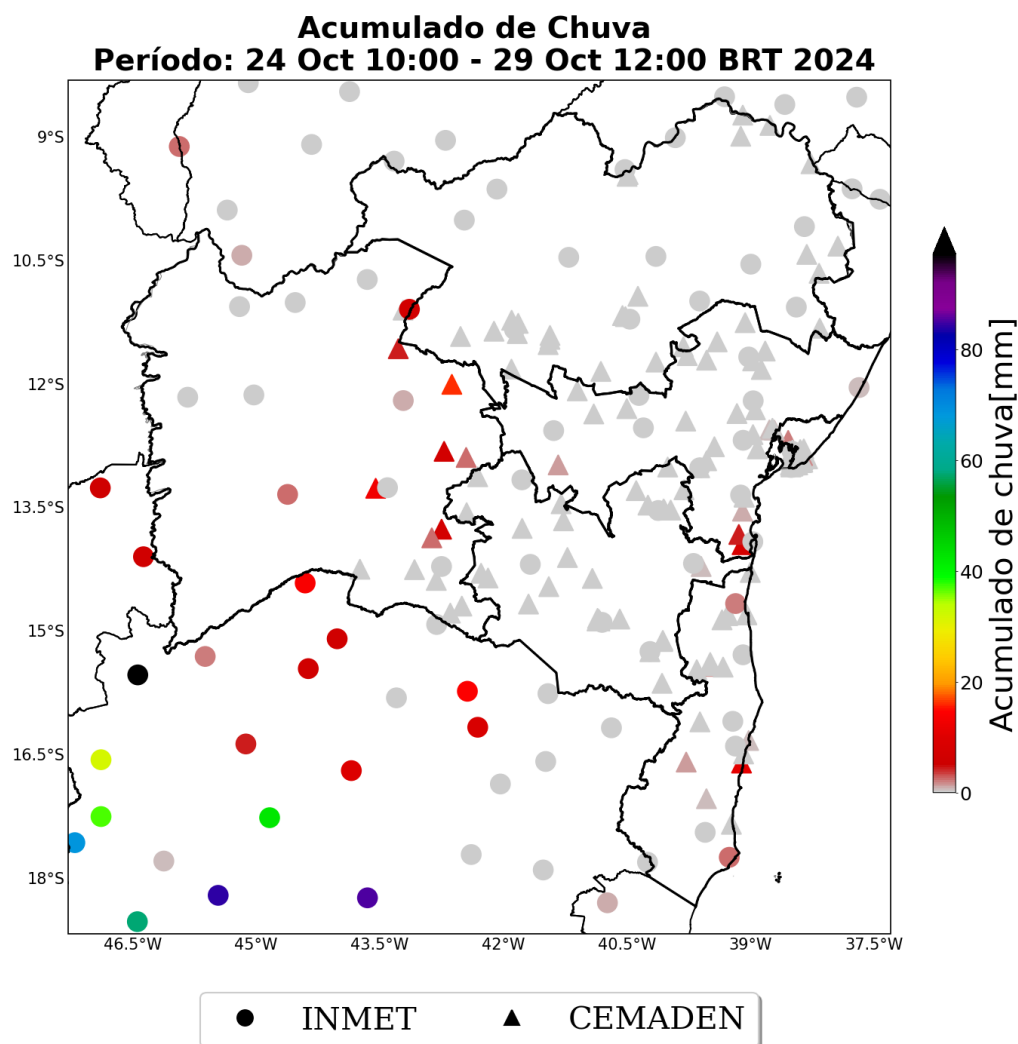 Acumulado de Chuva
Período: 24 Oct 10:00 - 29 Oct 12:00 BRT 2024
9°S
10.5°S
12°S
13.5°S
15°S
16.5°S
18°S
46.5°W 45°W 43.5°W 42°W 40.5°W 39°W 37.5°W
80
60
40
20
0
Acumulado de chuva[mm]
INMET CEMADEN